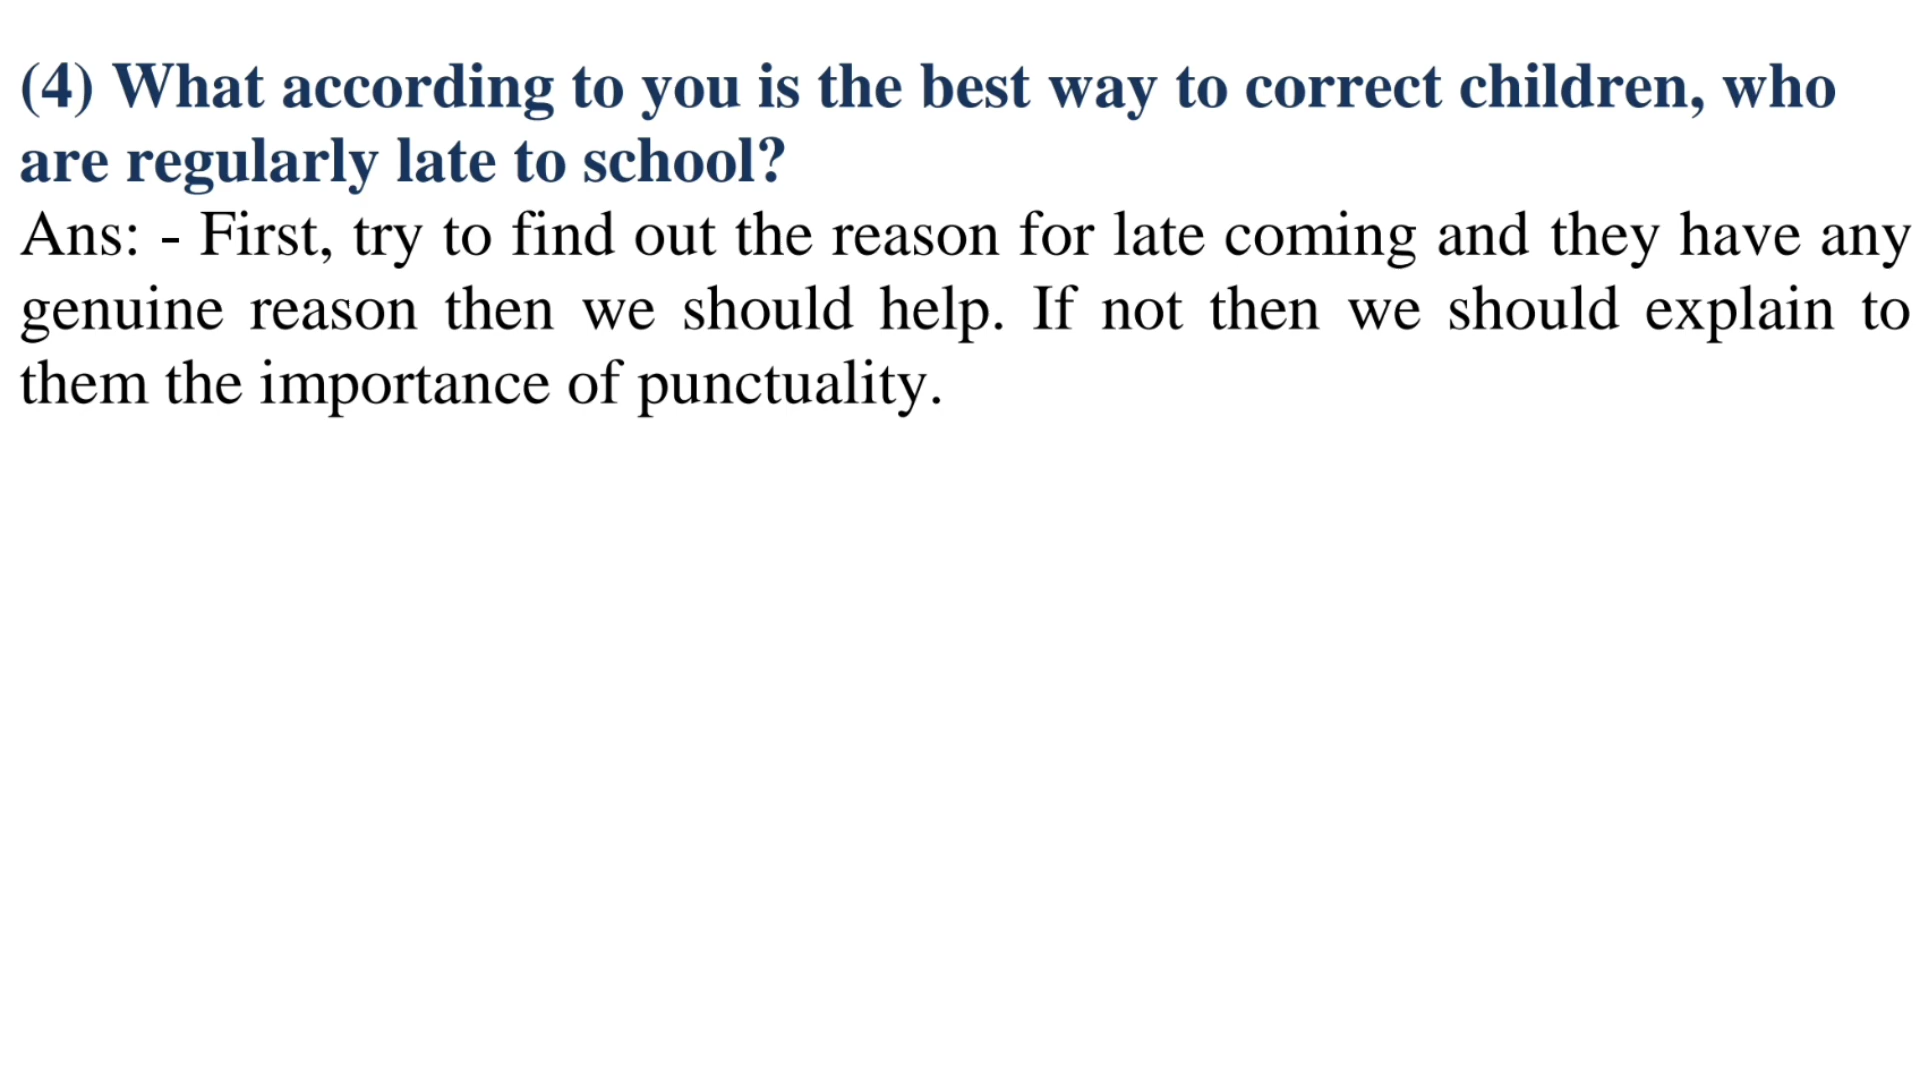 (4) What according to you is the best way to correct children, who
are regularly late to school?
Ans: - First, try to find out the reason for late coming and they have any
genuine reason then we should help. If not then we should explain to
them the importance of punctuality.